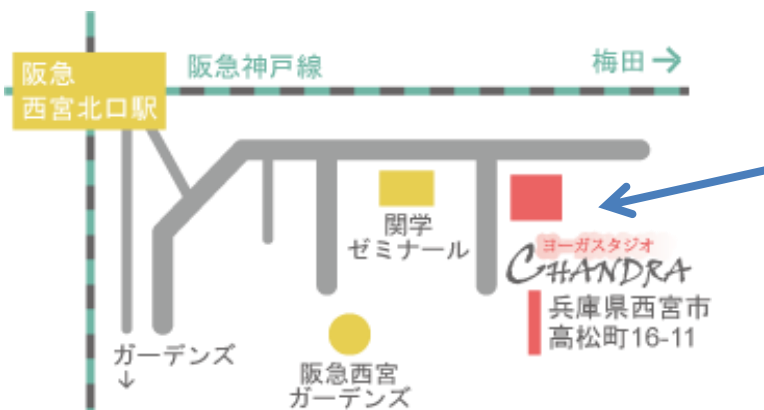 阪急
西宮北口駅
阪急神戸線
梅田→
関学
ゼミナール
ヨーガスタジオ
CHANDRA
兵庫県西宮市
高松町16-11
ガーデンズ
↓
阪急西宮
ガーデンズ